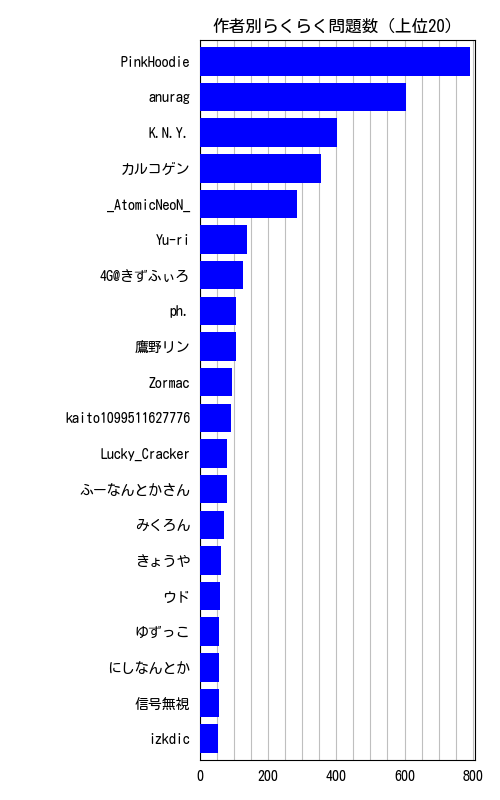 作者別らくらく問題数 (上位20)
PinkHoodie
anurag
K.N.Y.
カルコゲン
_AtomicNeoN_
Yu-ri
4G@きずふぃろ
ph.
鷹野リン
Zormac
kaito1099511627776
Lucky_Cracker
ふーなんとかさん
みくろん
きょうや
ウド
ゆずっこ
にしなんとか
信号無視
izkdic
0 200 400 600 800